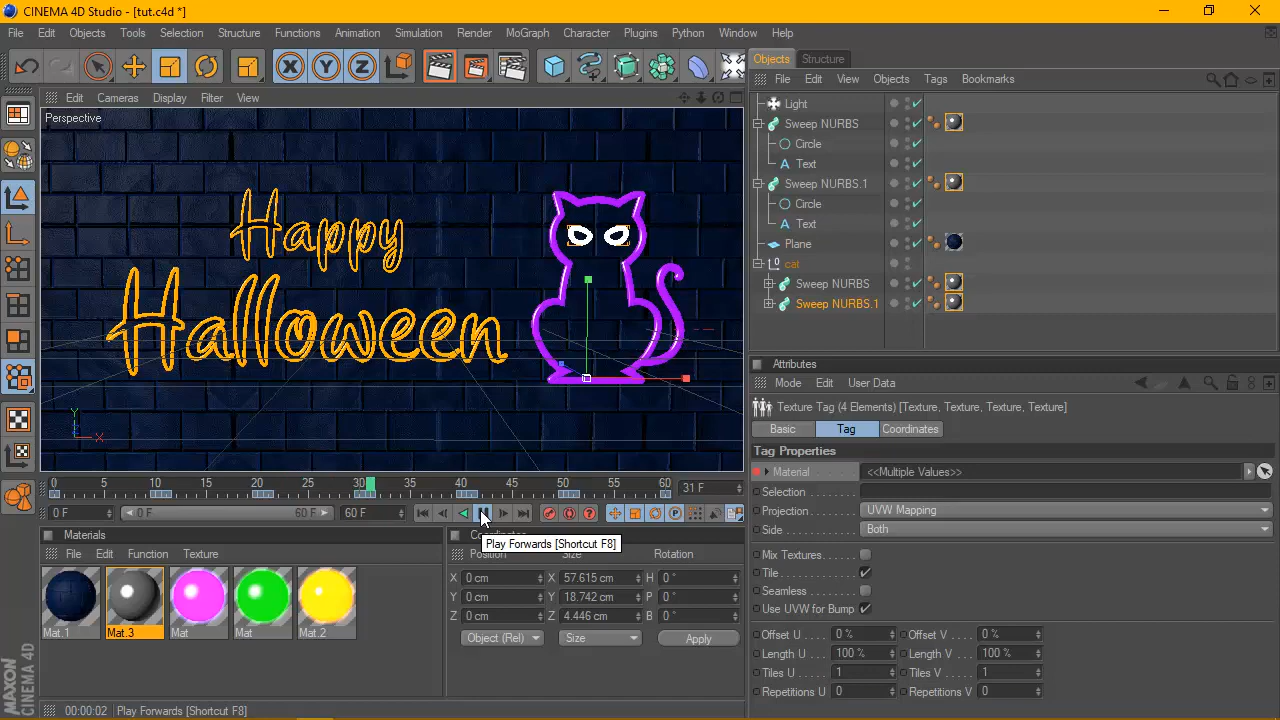 CINEMA 4D Studio - [tut.c4d *]
File Edit Objects Tools Selection Structure Functions Animation Simulation Render MoGraph Character Plugins Python Window Help
Edit Cameras Display Filter View
Perspective
Happy
Halloween
Y
X
0 5 10 15 20 25 30 35 40 45 50 55 60 31 F
0 F 0 F 60 F 60 F
Play Forwards [Shortcut F8]
Materials
File Edit Function Texture
Mat.1 Mat.3 Mat Mat Mat.2
Position Size Rotation
X 0 cm X 57.615 cm H 0 °
Y 0 cm Y 18.742 cm P 0 °
Z 0 cm Z 4.446 cm B 0 °
Object (Rel) Size Apply
MAXON
CINEMA 4D
00:00:02 Play Forwards [Shortcut F8]
Objects Structure
File Edit View Objects Tags Bookmarks
Light
Sweep NURBS
Circle
Text
Sweep NURBS.1
Circle
Text
Plane
cat
Sweep NURBS
Sweep NURBS.1
Attributes
Mode Edit User Data
Texture Tag (4 Elements) [Texture, Texture, Texture, Texture]
Basic Tag Coordinates
Tag Properties
Material <<Multiple Values>>
Selection
Projection UVW Mapping
Side Both
Mix Textures
Tile
Seamless
Use UVW for Bump
Offset U 0 % Offset V 0 %
Length U 100 % Length V 100 %
Tiles U 1 Tiles V 1
Repetitions U 0 Repetitions V 0